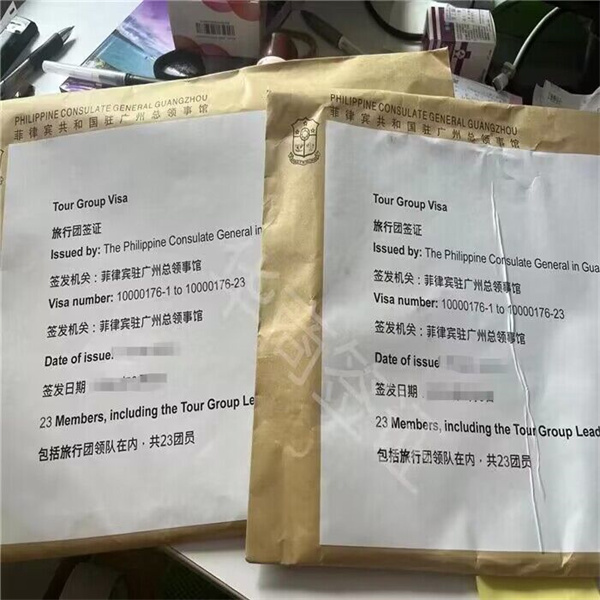 PHILIPPINE CONSULATE GENERAL GUANGZHOU
菲律宾共和国驻广州总领事馆
Tour Group Visa
旅行团签证
Issued by: The Philippine Consulate General in
签发机关：菲律宾驻广州总领事馆
Visa number: 10000176-1 to 10000176-23
签发机关：菲律宾驻广州总领事馆
Date of issue
签发日期
23 Members, including the Tour Group
包括旅行团领队在内，共23团员
PHILIPPINE CONSULATE GENERAL GUANGZHOU
菲律宾共和国驻广州总领事馆
Tour Group Visa
旅行团签证
Issued by: The Philippine Consulate General in
签发机关：菲律宾驻广州总领事馆
Visa number: 10000176-1 to 10000176-23
签发机关：菲律宾驻广州总领事馆
Date of issue
签发日期
23 Members, including the Tour Group
包括旅行团领队在内，共23团员